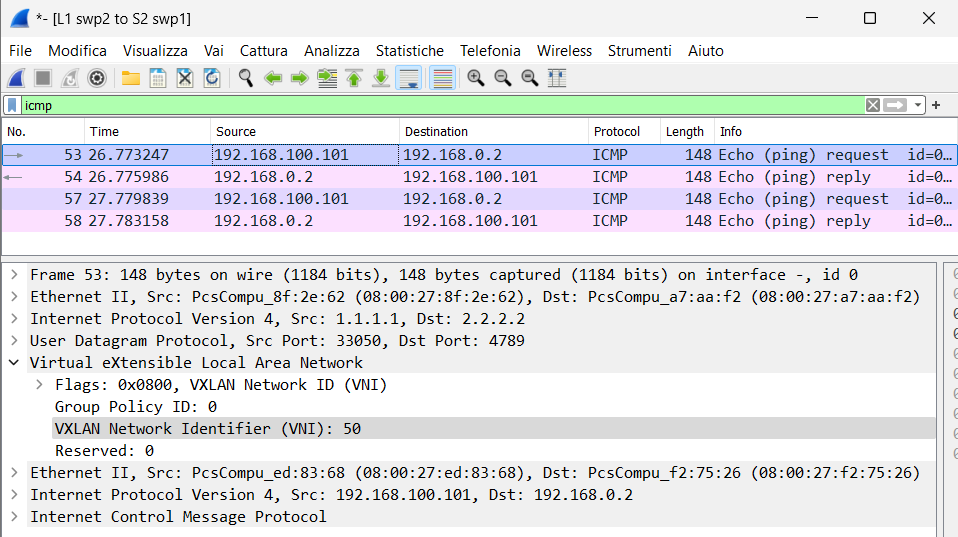 *- [L1 swp2 to S2 swp1]
File Modifica Visualizza Vai Cattura Analizza Statistiche Telefonia Wireless Strumenti Aiuto
icmp
No. Time Source Destination Protocol Length Info
53 26.773247 192.168.100.101 192.168.0.2 ICMP 148 Echo (ping) request id=0…
54 26.775986 192.168.0.2 192.168.100.101 ICMP 148 Echo (ping) reply id=0…
57 27.779839 192.168.100.101 192.168.0.2 ICMP 148 Echo (ping) request id=0…
58 27.783158 192.168.0.2 192.168.100.101 ICMP 148 Echo (ping) reply id=0…
Frame 53: 148 bytes on wire (1184 bits), 148 bytes captured (1184 bits) on interface -, id 0
Ethernet II, Src: PcsCompu_8f:2e:62 (08:00:27:8f:2e:62), Dst: PcsCompu_a7:aa:f2 (08:00:27:a7:aa:f2)
Internet Protocol Version 4, Src: 1.1.1.1, Dst: 2.2.2.2
User Datagram Protocol, Src Port: 33050, Dst Port: 4789
Virtual eXtensible Local Area Network
Flags: 0x0800, VXLAN Network ID (VNI)
Group Policy ID: 0
VXLAN Network Identifier (VNI): 50
Reserved: 0
Ethernet II, Src: PcsCompu_ed:83:68 (08:00:27:ed:83:68), Dst: PcsCompu_f2:75:26 (08:00:27:f2:75:26)
Internet Protocol Version 4, Src: 192.168.100.101, Dst: 192.168.0.2
Internet Control Message Protocol